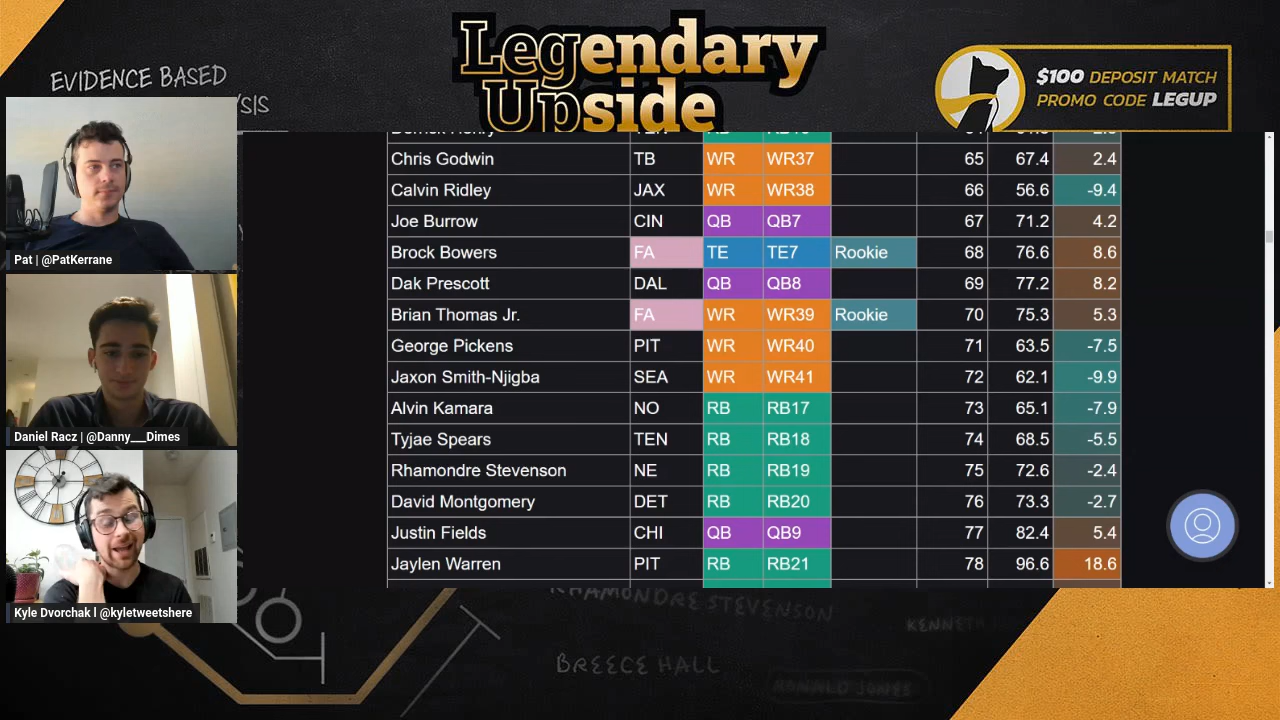 Legendary
Upside
EVIDENCE BASED
$100 DEPOSIT MATCH
PROMO CODE LEGUP
Pat | @PatKerrane
Daniel Racz | @Danny___Dimes
Kyle Dvorchak l @kyletweetshere
Chris Godwin TB WR WR37 65 67.4 2.4
Calvin Ridley JAX WR WR38 66 56.6 -9.4
Joe Burrow CIN QB QB7 67 71.2 4.2
Brock Bowers FA TE TE7 Rookie 68 76.6 8.6
Dak Prescott DAL QB QB8 69 77.2 8.2
Brian Thomas Jr. FA WR WR39 Rookie 70 75.3 5.3
George Pickens PIT WR WR40 71 63.5 -7.5
Jaxon Smith-Njigba SEA WR WR41 72 62.1 -9.9
Alvin Kamara NO RB RB17 73 65.1 -7.9
Tyjae Spears TEN RB RB18 74 68.5 -5.5
Rhamondre Stevenson NE RB RB19 75 72.6 -2.4
David Montgomery DET RB RB20 76 73.3 -2.7
Justin Fields CHI QB QB9 77 82.4 5.4
Jaylen Warren PIT RB RB21 78 96.6 18.6
RHAMONDRE STEVENSON
KENNETH
BREECE HALL
RONALD JONES